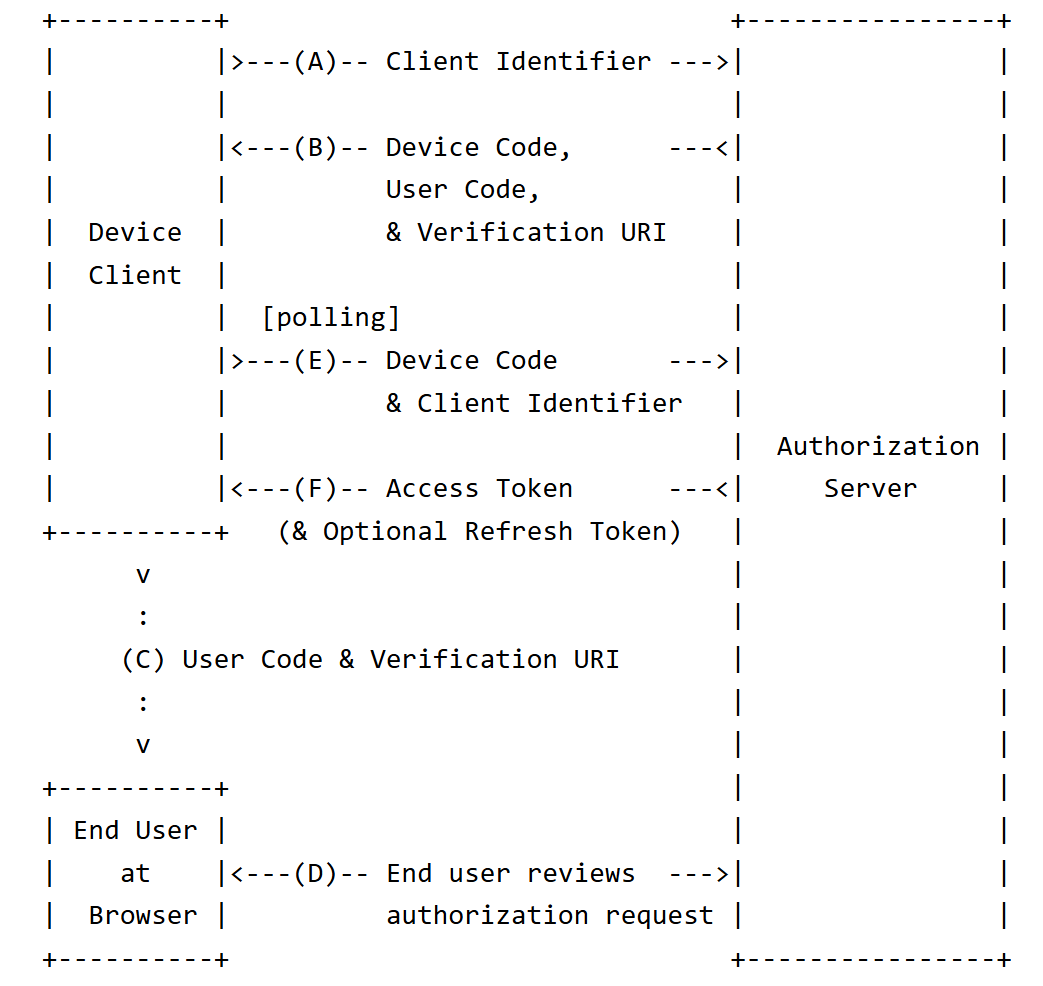 +----------+                                +----------------+
|          |>---(A)-- Client Identifier --->|                |
|          |                                |                |
|          |<---(B)-- Device Code,      ---<|                |
|          |          User Code,            |                |
|  Device  |          & Verification URI    |                |
|  Client  |                                |                |
|          |  [polling]                     |                |
|          |>---(E)-- Device Code       --->|                |
|          |          & Client Identifier   |                |
|          |                                |  Authorization |
|          |<---(F)-- Access Token      ---<|     Server     |
+----------+   (& Optional Refresh Token)   |                |
      v                                     |                |
      :                                     |                |
     (C) User Code & Verification URI       |                |
      :                                     |                |
      v                                     |                |
+----------+                                |                |
| End User |                                |                |
|    at    |<---(D)-- End user reviews  --->|                |
|  Browser |          authorization request |                |
+----------+                                +----------------+